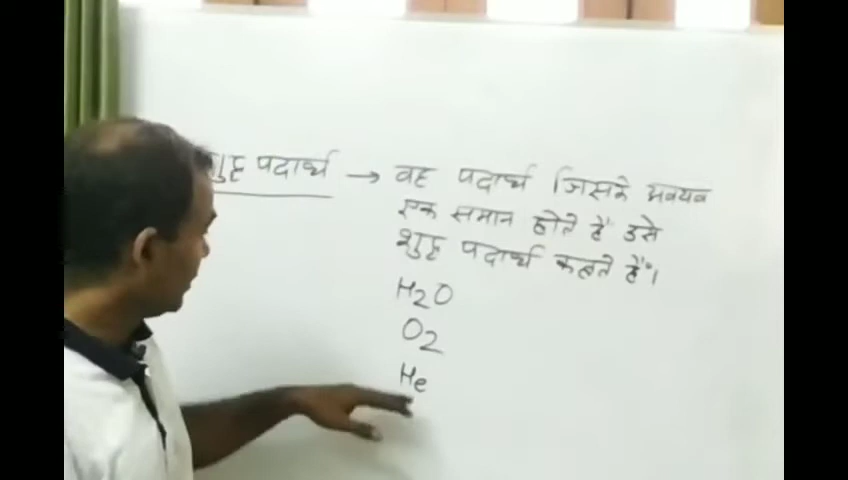 शुद्ध पदार्थ → वह पदार्थ जिसके अवयव
एक समान होते हैं उसे
शुद्ध पदार्थ कहते हैं।
H2O
O2
He